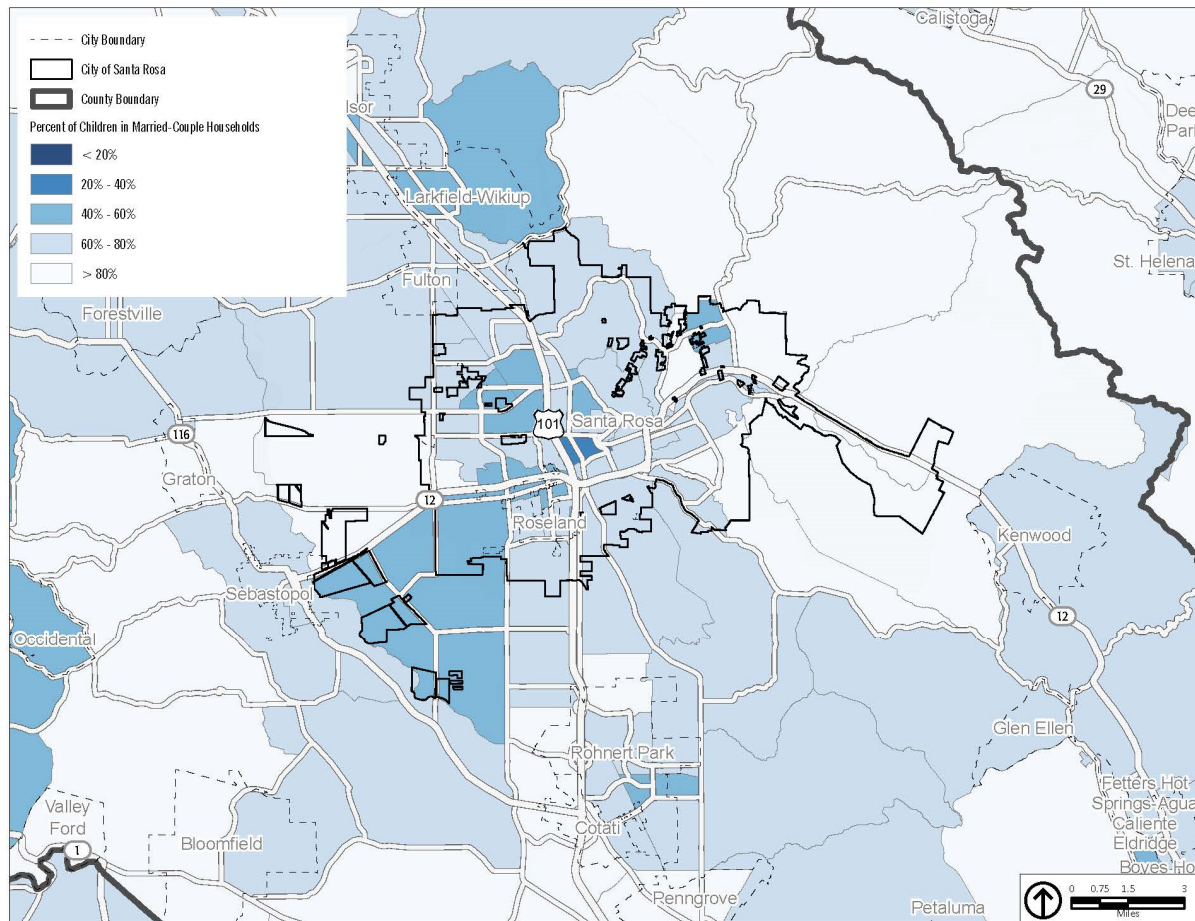 City Boundary
City of Santa Rosa
County Boundary
Percent of Children in Married-Couple Households
< 20%
20% - 40%
40% - 60%
60% - 80%
> 80%
Calistoga
29
Larkfield-Wikiup
St. Helena
Fulton
Forestville
101
Santa Rosa
116
Graton
12
Roseland
Kenwood
Sebastopol
Occidental
12
Glen Ellen
Rohnert Park
Valley
Ford
1
Bloomfield
Cotati
Fetters Hot
Caliente
Eldridge
Penngrove
Petaluma
0 0.75 1.5 3
Miles